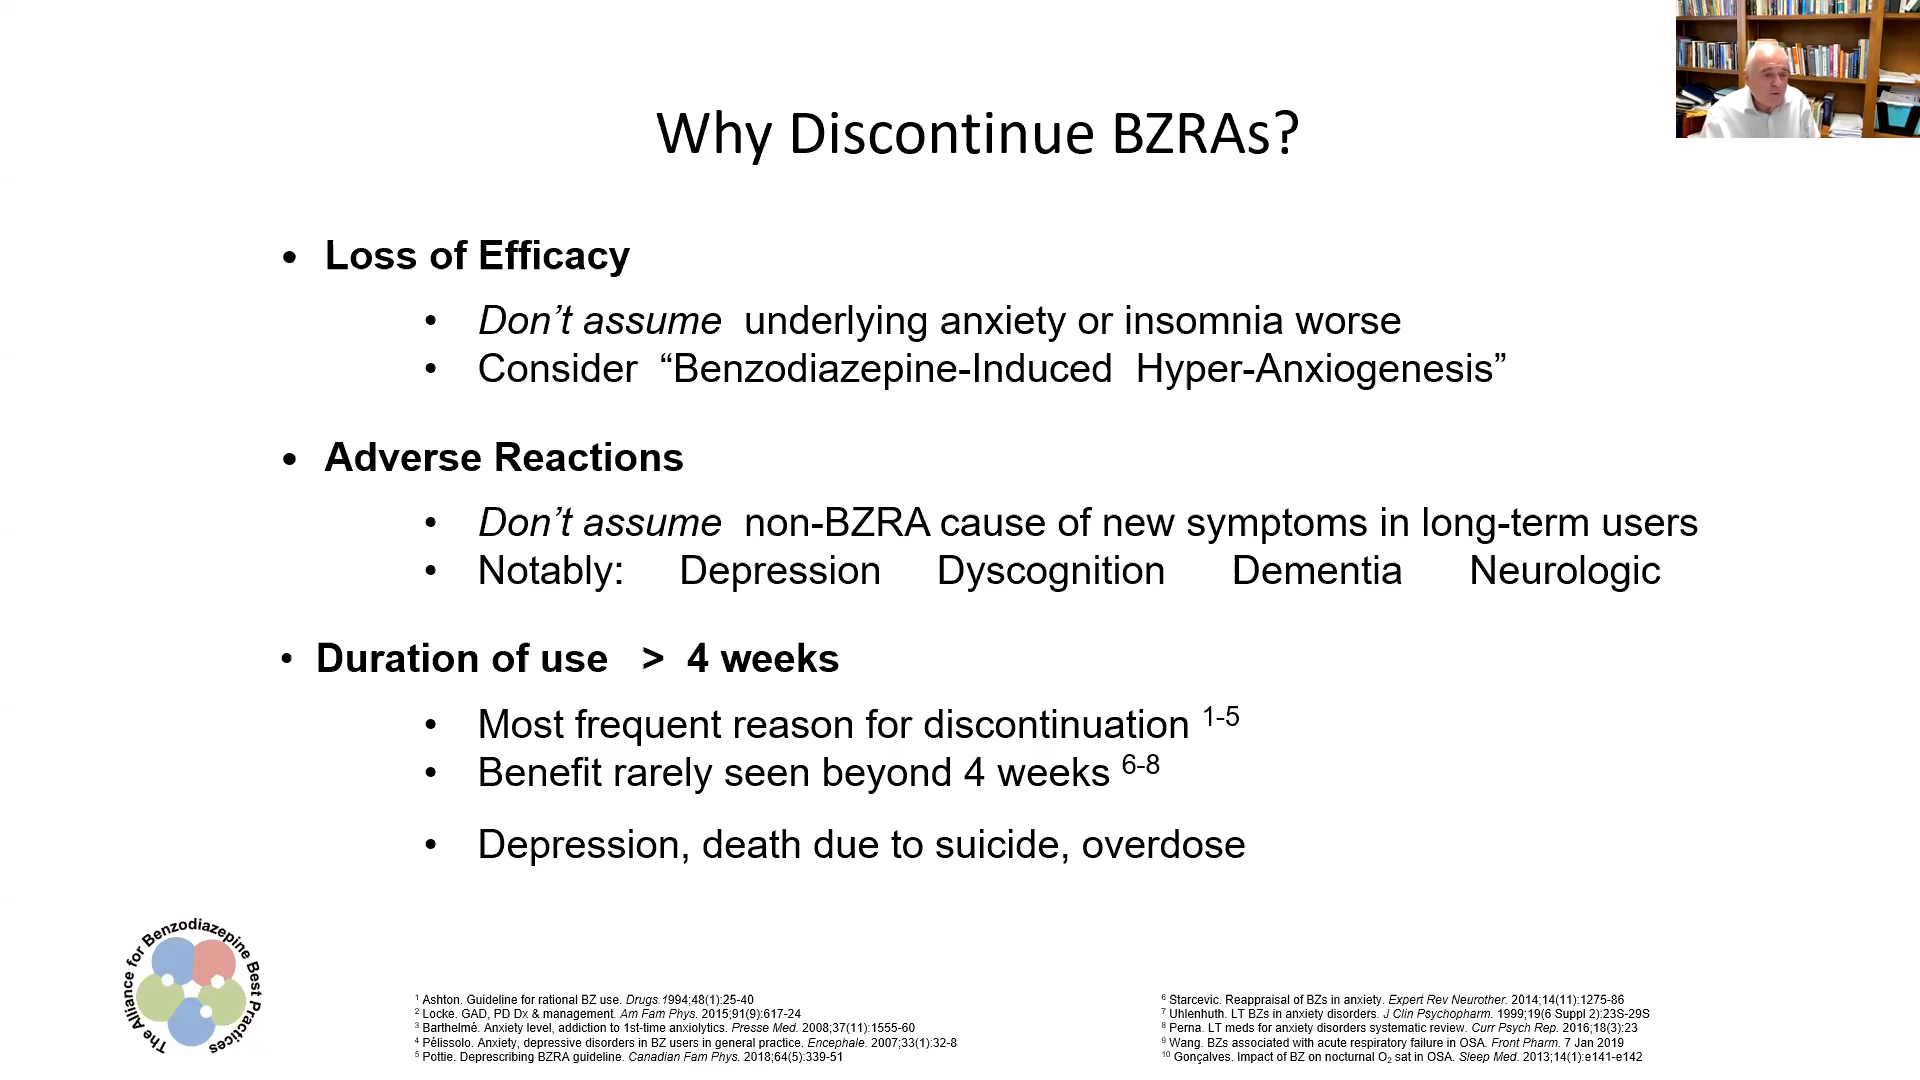 Why Discontinue BZRAs?
• Loss of Efficacy
• Don’t assume underlying anxiety or insomnia worse
• Consider “Benzodiazepine-Induced Hyper-Anxiogenesis”
• Adverse Reactions
• Don’t assume non-BZRA cause of new symptoms in long-term users
• Notably: Depression Dyscognition Dementia Neurologic
• Duration of use > 4 weeks
• Most frequent reason for discontinuation 1-5
• Benefit rarely seen beyond 4 weeks 6-8
• Depression, death due to suicide, overdose
The Alliance for Benzodiazepine Best Practices
1 Ashton. Guideline for rational BZ use. Drugs.1994;48(1):25-40
2 Locke. GAD, PD Dx & management. Am Fam Phys. 2015;91(9):617-24
3 Barthelmé. Anxiety level, addiction to 1st-time anxiolytics. Presse Med. 2008;37(11):1555-60
4 Pélissolo. Anxiety, depressive disorders in BZ users in general practice. Encephale. 2007;33(1):32-8
5 Pottie. Deprescribing BZRA guideline. Canadian Fam Phys. 2018;64(5):339-51
6 Starcevic. Reappraisal of BZs in anxiety. Expert Rev Neurother. 2014;14(11):1275-86
7 Uhlenhuth. LT BZs in anxiety disorders. J Clin Psychopharm. 1999;19(6 Suppl 2):23S-29S
8 Perna. LT meds for anxiety disorders systematic review. Curr Psych Rep. 2016;18(3):23
9 Wang. BZs associated with acute respiratory failure in OSA. Front Pharm. 7 Jan 2019
10 Gonçalves. Impact of BZ on nocturnal O2 sat in OSA. Sleep Med. 2013;14(1):e141-e142